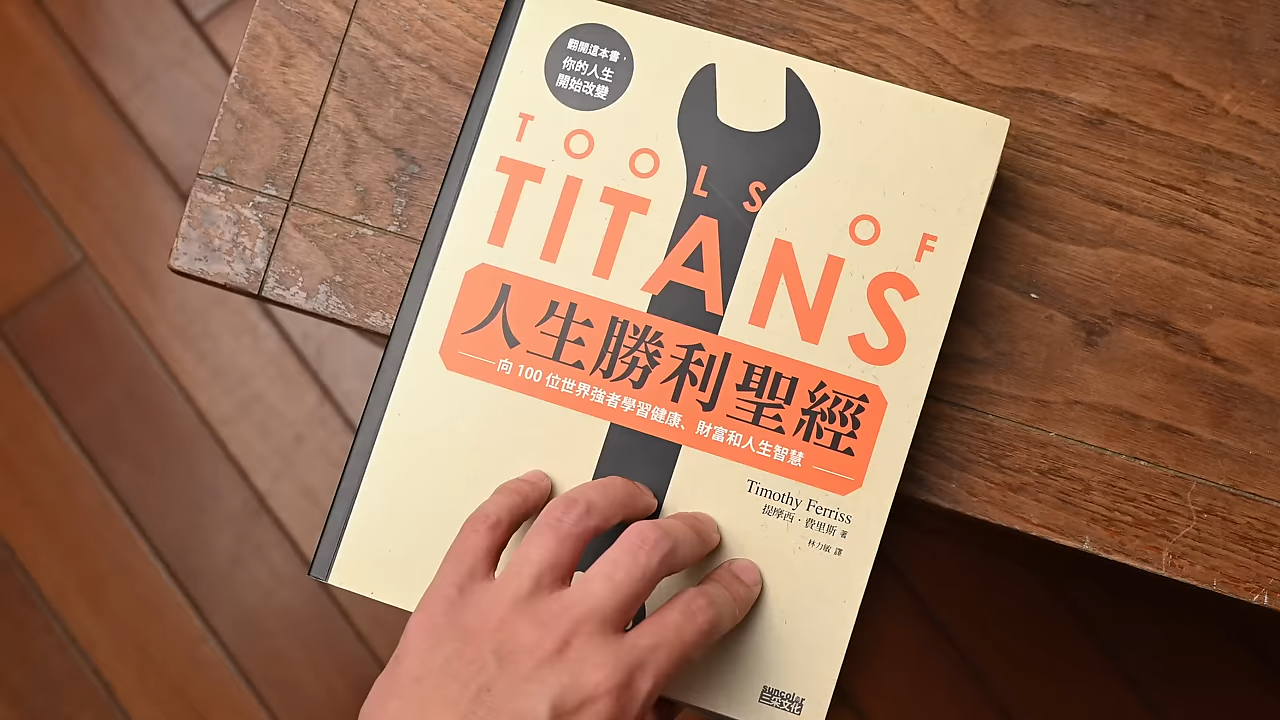 翻開這本書，
你的人生
開始改變
TOOLS OF
TITANS
人生勝利聖經
向 100 位世界強者學習健康、財富和人生智慧
Timothy Ferriss
提摩西·費里斯 著
林力敏 譯
suncolor
三采文化